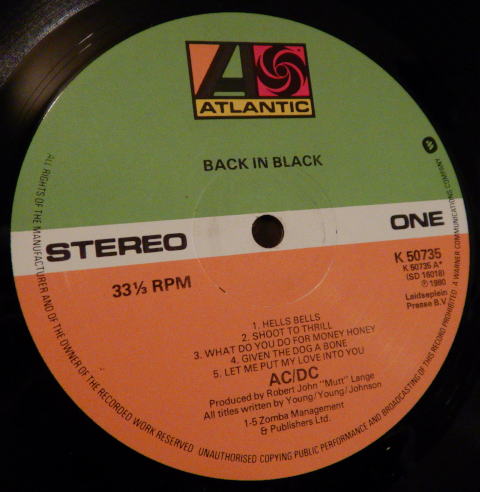 ATLANTIC
BACK IN BLACK
STEREO
ONE
33⅓ RPM
K 50735
K 50735 A*
(SD 16018)
℗ 1980
Leidseplein
Presse B.V.
1. HELLS BELLS
2. SHOOT TO THRILL
3. WHAT DO YOU DO FOR MONEY HONEY
4. GIVEN THE DOG A BONE
5. LET ME PUT MY LOVE INTO YOU
AC/DC
Produced by Robert John "Mutt" Lange
All titles written by Young/Young/Johnson
1-5 Zomba Management
& Publishers Ltd.
ALL RIGHTS OF THE MANUFACTURER AND OF THE OWNER OF THE RECORDED WORK RESERVED UNAUTHORISED COPYING PUBLIC PERFORMANCE AND BROADCASTING OF THIS RECORD PROHIBITED A WARNER COMMUNICATIONS COMPANY